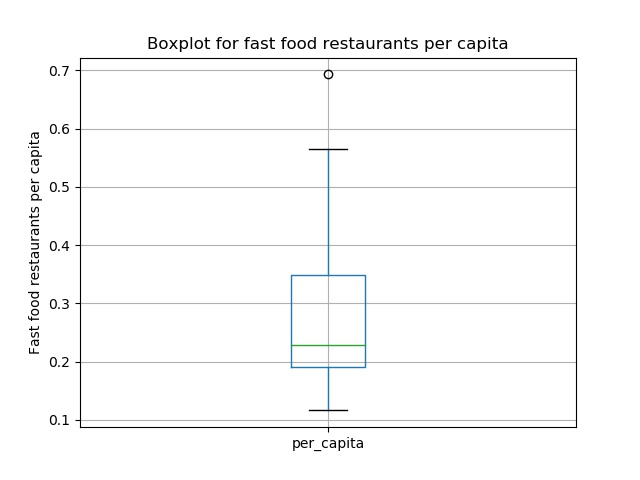 Boxplot for fast food restaurants per capita
Fast food restaurants per capita
0.7
0.6
0.5
0.4
0.3
0.2
0.1
per_capita